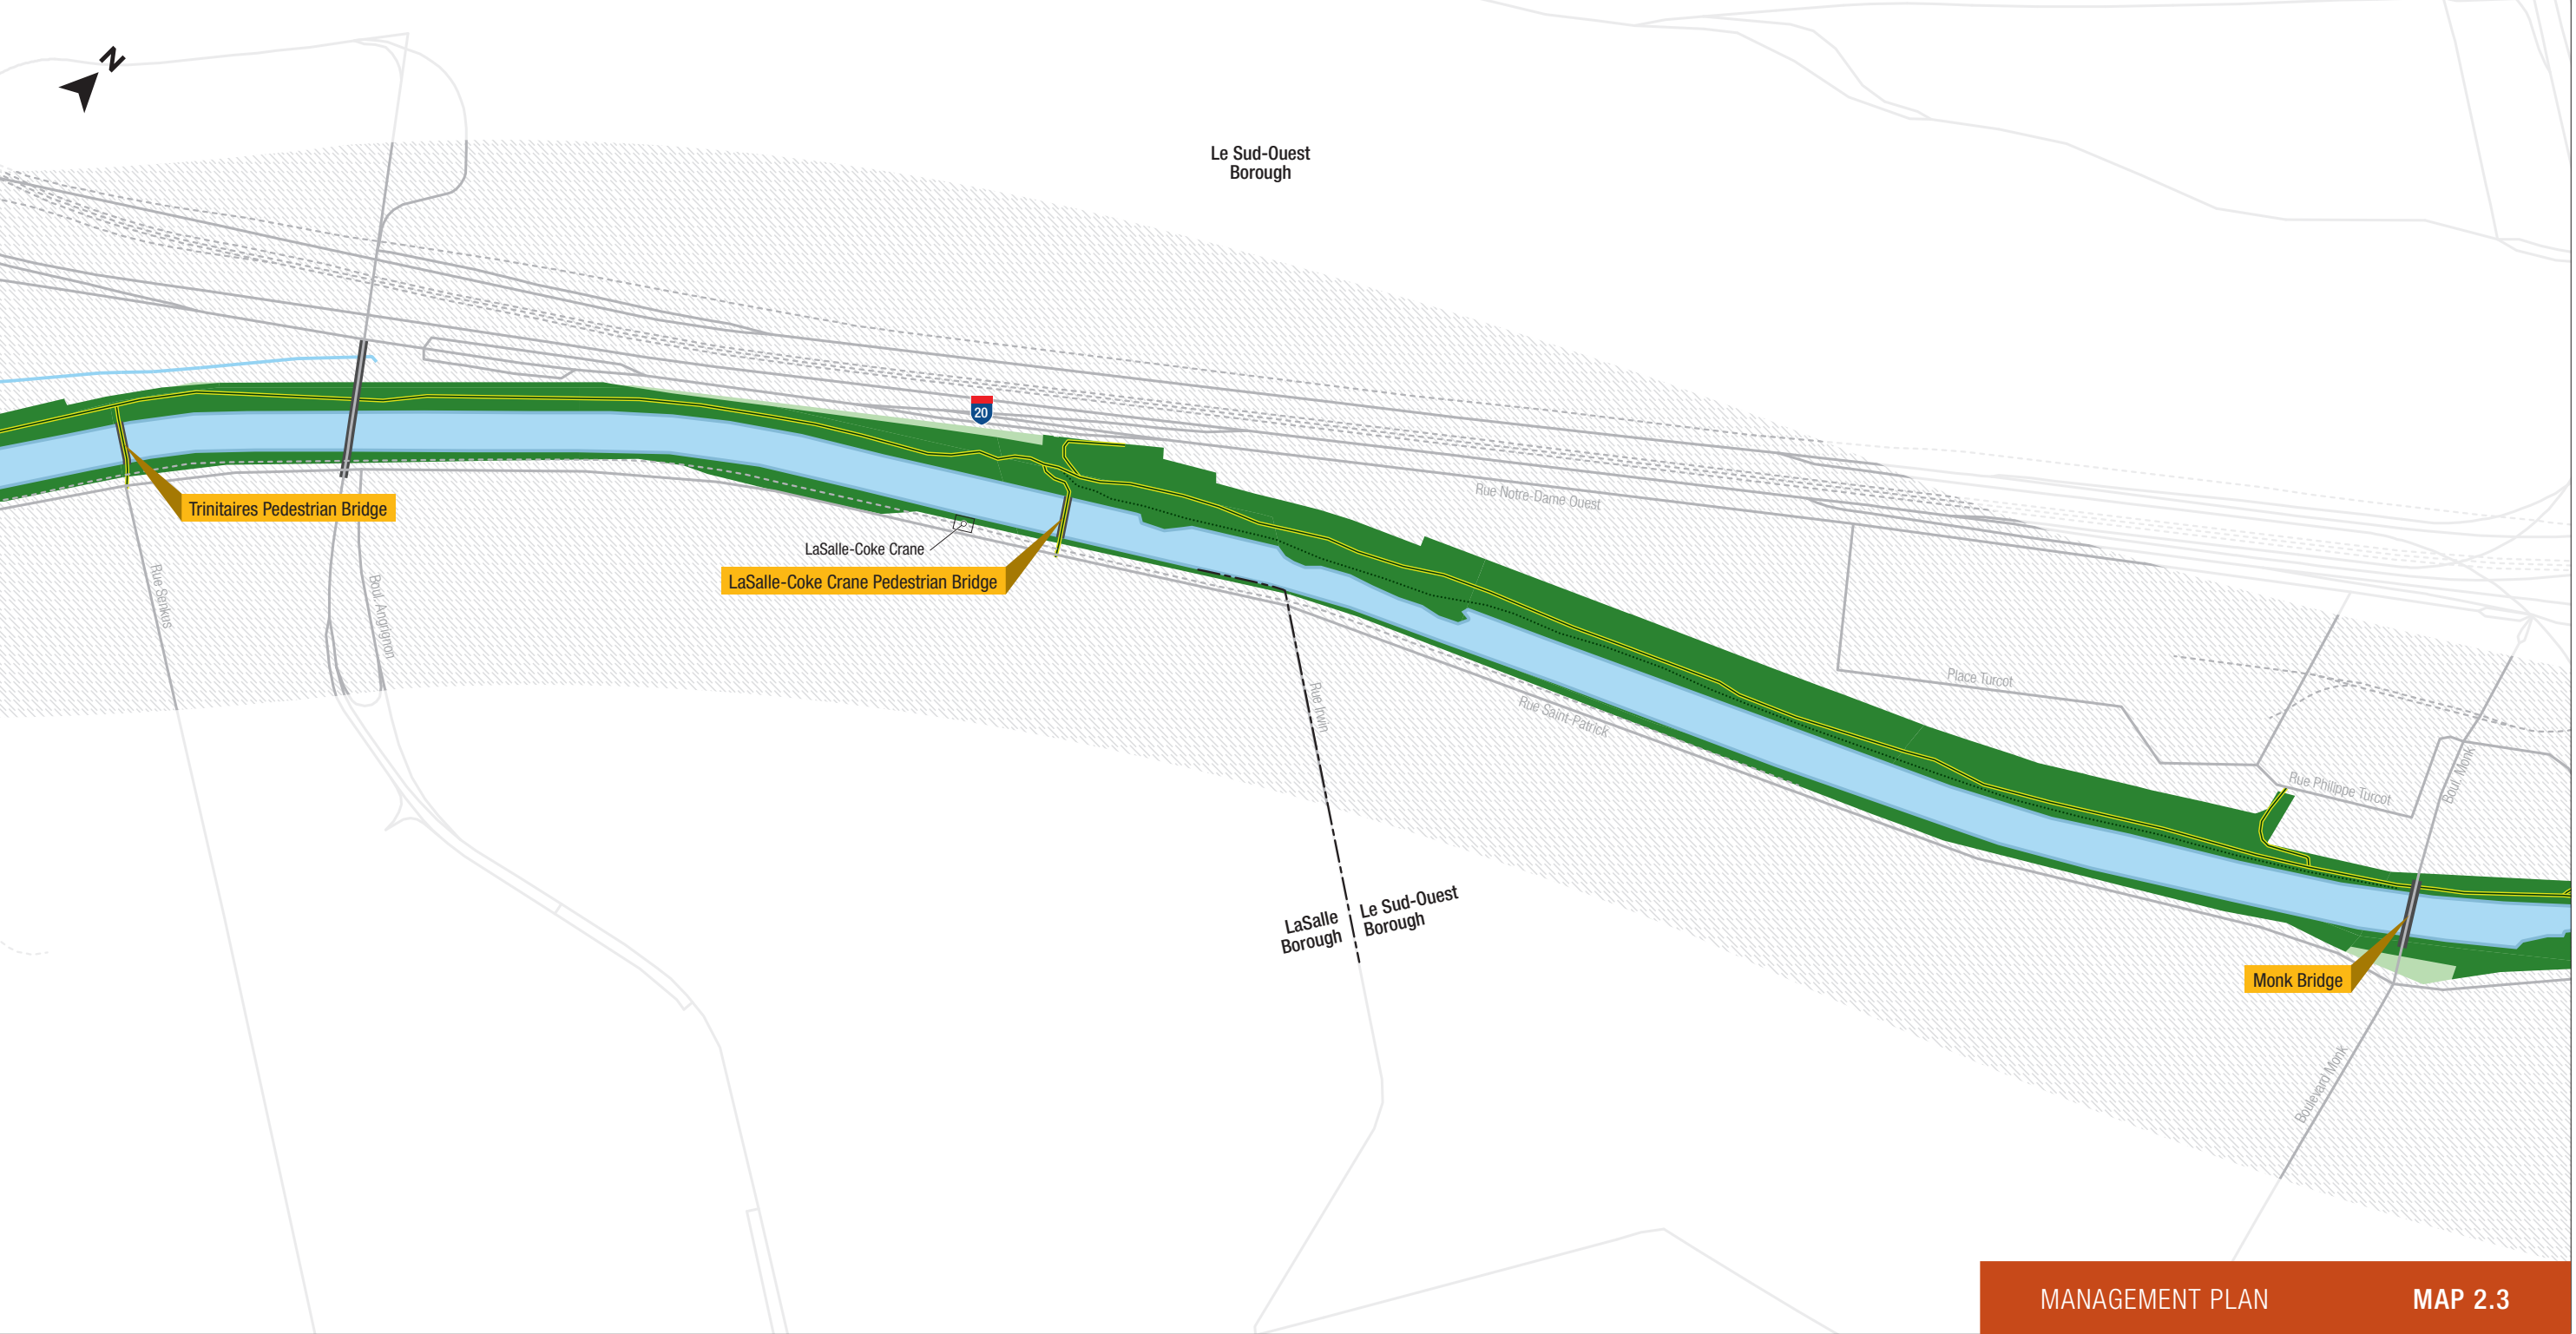 N
Le Sud-Ouest
Borough
20
Rue Notre-Dame Ouest
Trinitaires Pedestrian Bridge
LaSalle-Coke Crane
LaSalle-Coke Crane Pedestrian Bridge
Rue Senkus
Boul. Angrignon
Rue Irwin
Rue Saint-Patrick
Place Turcot
Rue Philippe Turcot
Boul. Monk
LaSalle
Borough
Le Sud-Ouest
Borough
Monk Bridge
Boulevard Monk
MANAGEMENT PLAN
MAP 2.3